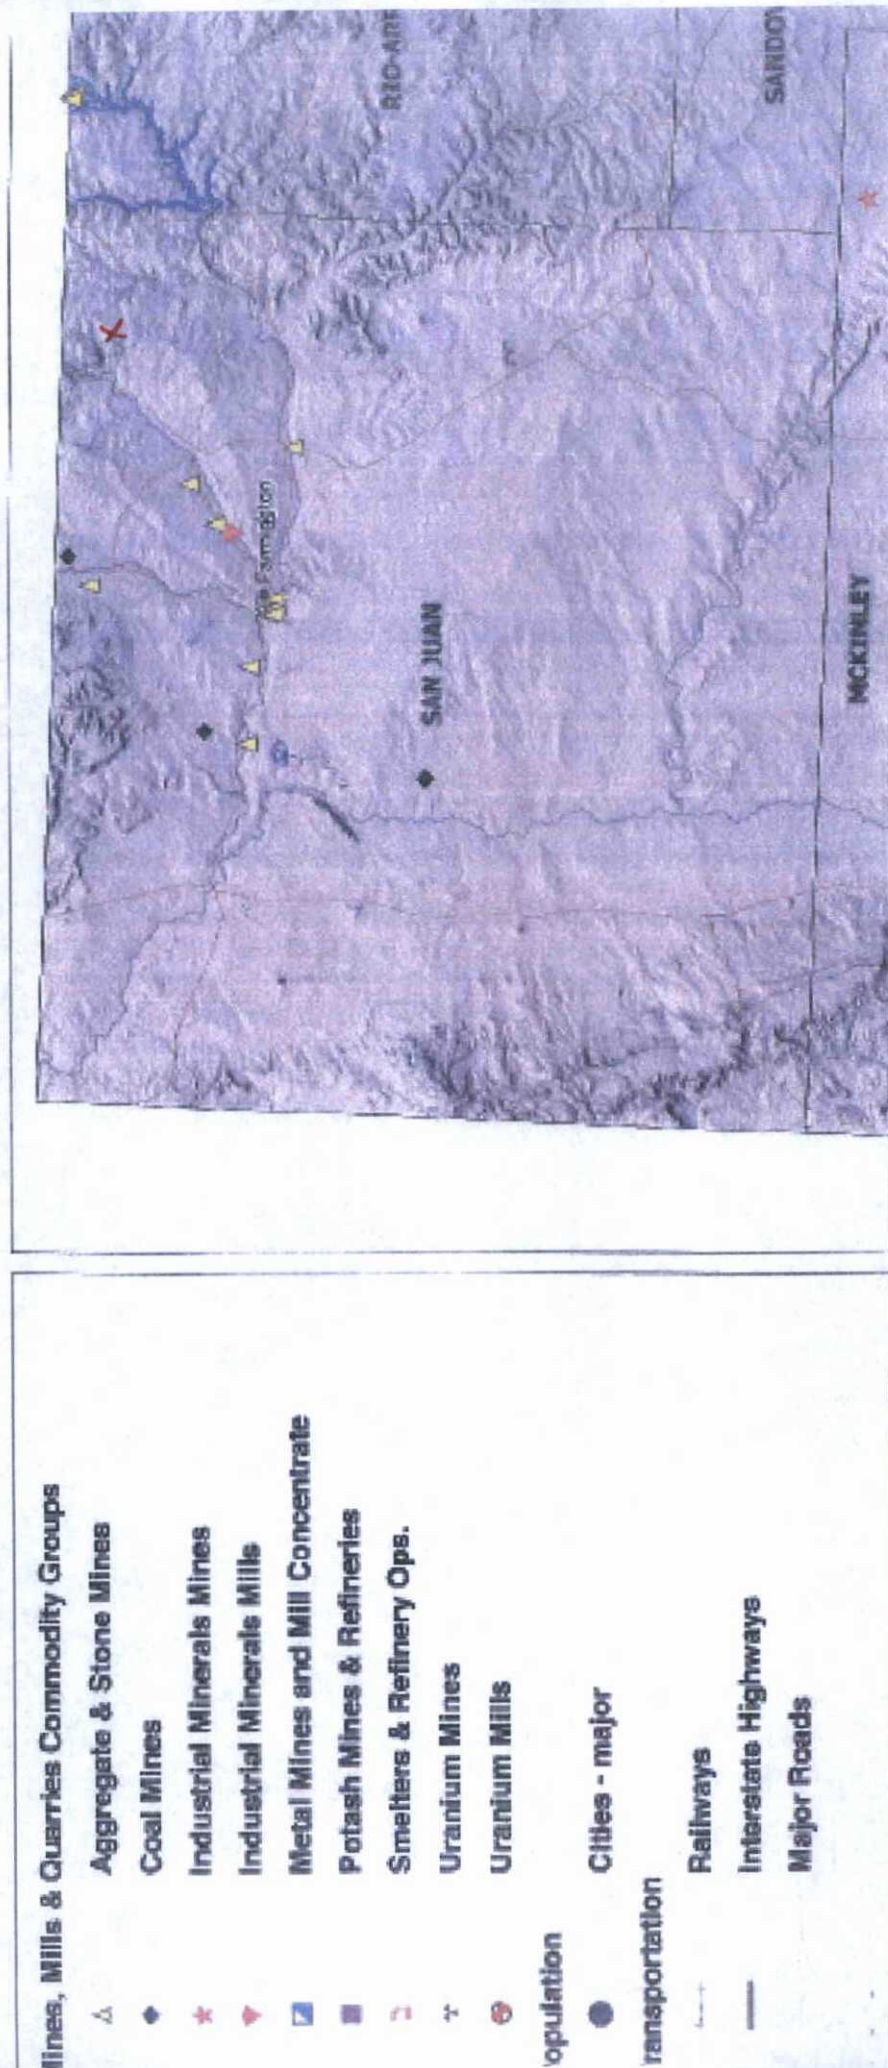 lines, Mills & Quarries Commodity Groups
Aggregate & Stone Mines
Coal Mines
Industrial Minerals Mines
Industrial Minerals Mills
Metal Mines and Mill Concentrate
Potash Mines & Refineries
Smelters & Refinery Ops.
Uranium Mines
Uranium Mills
opulation
Cities - major
ransportation
Railways
Interstate Highways
Major Roads
RIO ARR
SANDOV
Farmington
SAN JUAN
MCKINLEY
X